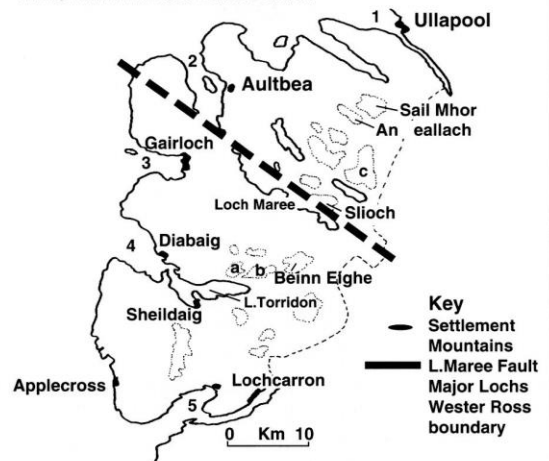 1
Ullapool
2
Aultbea
Sail Mhor
An
eallach
Gairloch
3
c
Loch Maree
Slioch
4
Diabaig
a
b
Beinn EIghe
L.Torridon
Sheildaig
Key
Settlement
Mountains
L.Maree Fault
Major Lochs
Wester Ross
boundary
Applecross
Lochcarron
5
0 Km 10